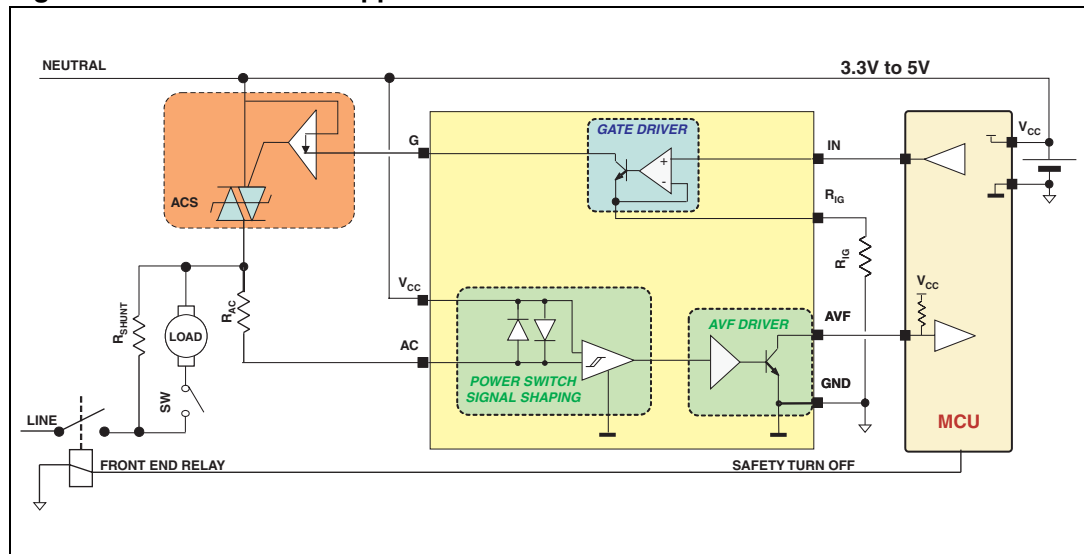 NEUTRAL
3.3V to 5V
GATE DRIVER
G
IN
VCC
+
-
ACS
RIG
RSHUNT
LOAD
RAC
VCC
RIG
VCC
AVF DRIVER
AVF
AC
POWER SWITCH
SIGNAL SHAPING
GND
SW
MCU
LINE
FRONT END RELAY
SAFETY TURN OFF